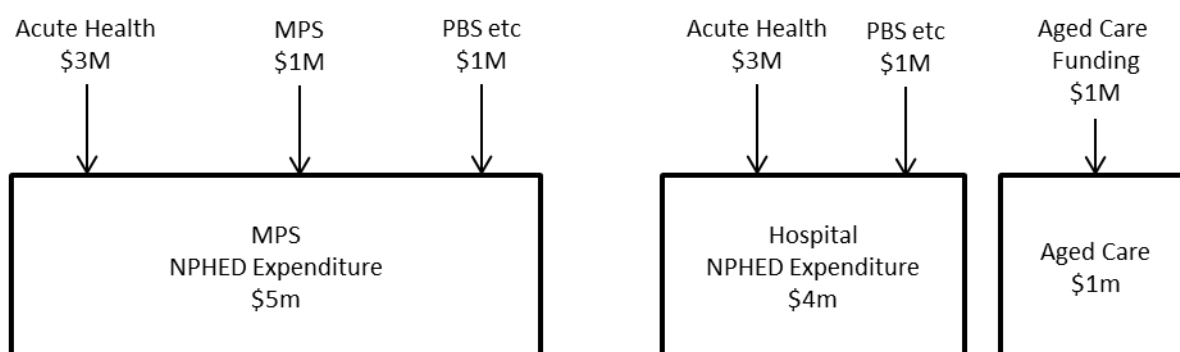 Acute Health
$3M
MPS
$1M
PBS etc
$1M
Acute Health
$3M
PBS etc
$1M
Aged Care
Funding
$1M
MPS
NPHED Expenditure
$5m
Hospital
NPHED Expenditure
$4m
Aged Care
$1m